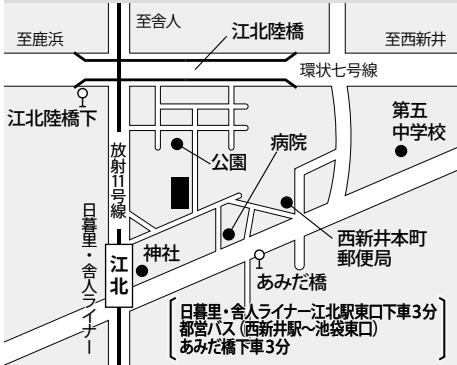 至舎人
至鹿浜
江北陸橋
至西新井
環状七号線
江北陸橋下
第五
中学校
放射11号線
公園
病院
日暮里・舎人ライナー
江北
神社
西新井本町
郵便局
あみだ橋
日暮里・舎人ライナー江北駅東口下車3分
都営バス（西新井駅～池袋東口）
あみだ橋下車3分